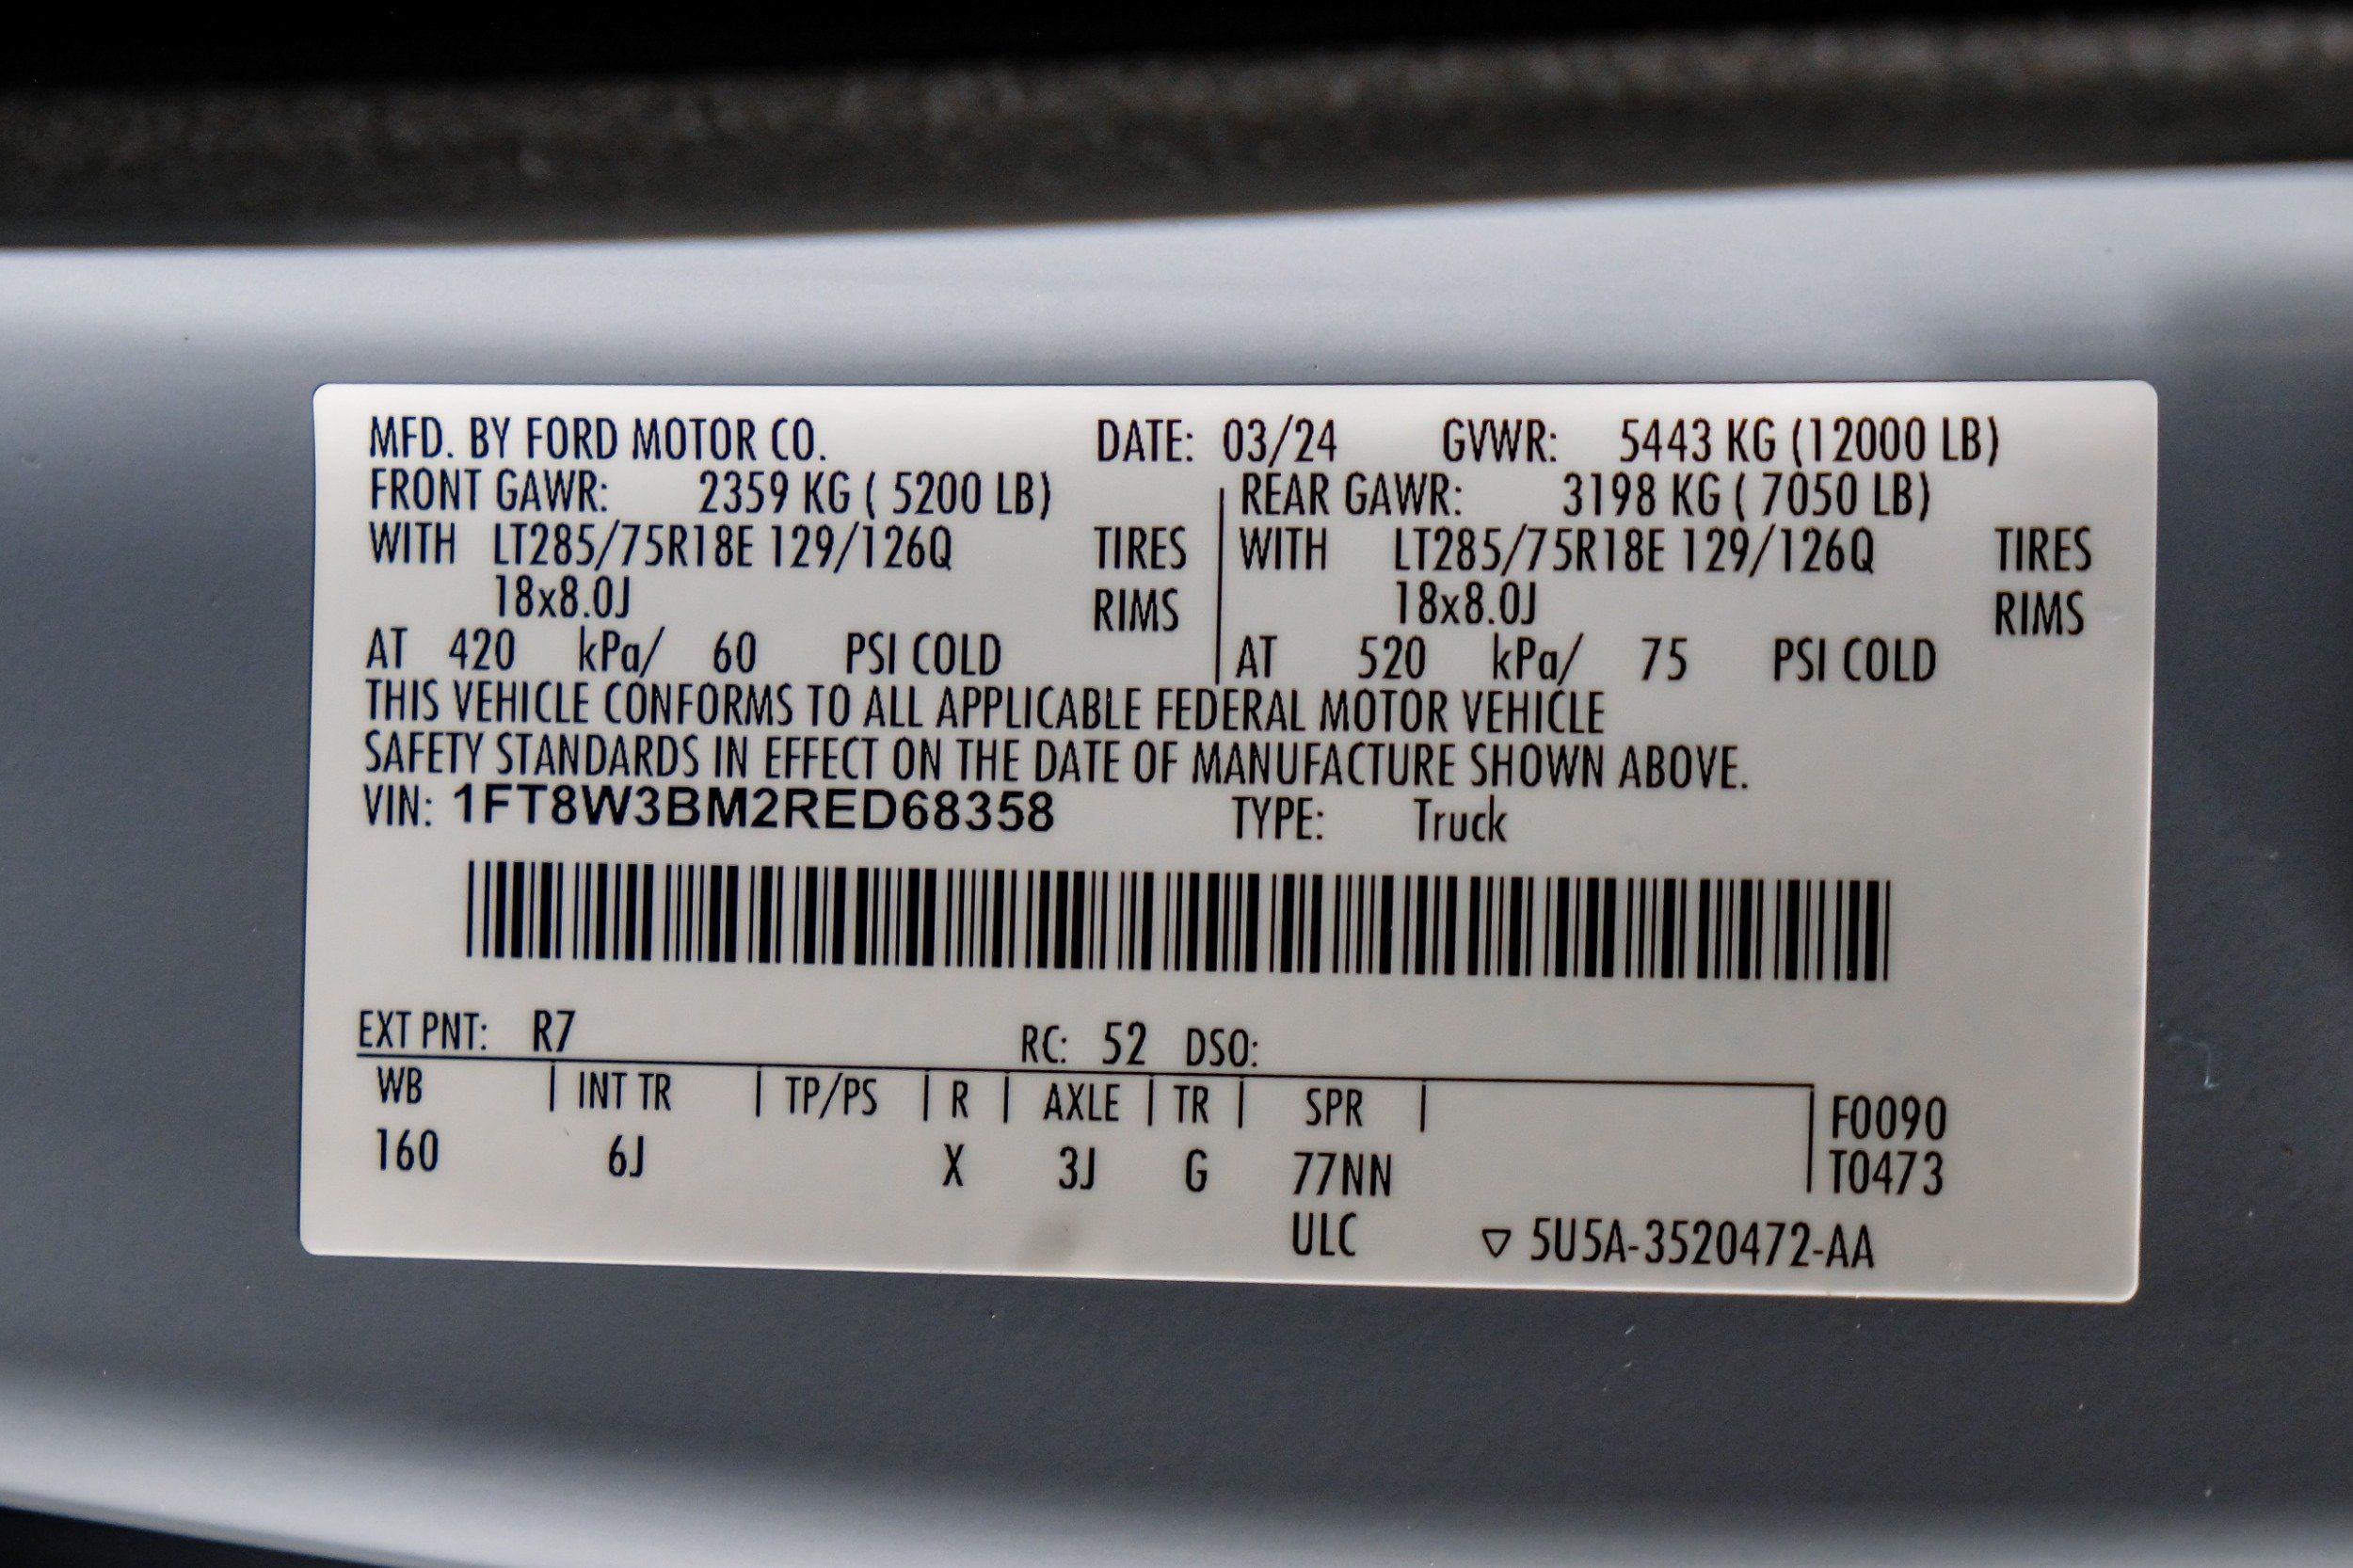 MFD. BY FORD MOTOR CO. DATE: 03/24 GVWR: 5443 KG (12000 LB)
FRONT GAWR: 2359 KG ( 5200 LB) REAR GAWR: 3198 KG ( 7050 LB)
WITH LT285/75R18E 129/126Q TIRES WITH LT285/75R18E 129/126Q TIRES
18x8.0J RIMS 18x8.0J RIMS
AT 420 kPa/ 60 PSI COLD AT 520 kPa/ 75 PSI COLD
THIS VEHICLE CONFORMS TO ALL APPLICABLE FEDERAL MOTOR VEHICLE
SAFETY STANDARDS IN EFFECT ON THE DATE OF MANUFACTURE SHOWN ABOVE.
VIN: 1FT8W3BM2RED68358 TYPE: Truck
EXT PNT: R7 RC: 52 DSO:
WB INT TR TP/PS R AXLE TR SPR F0090
160 6J X 3J G 77NN T0473
ULC ▽ 5U5A-3520472-AA